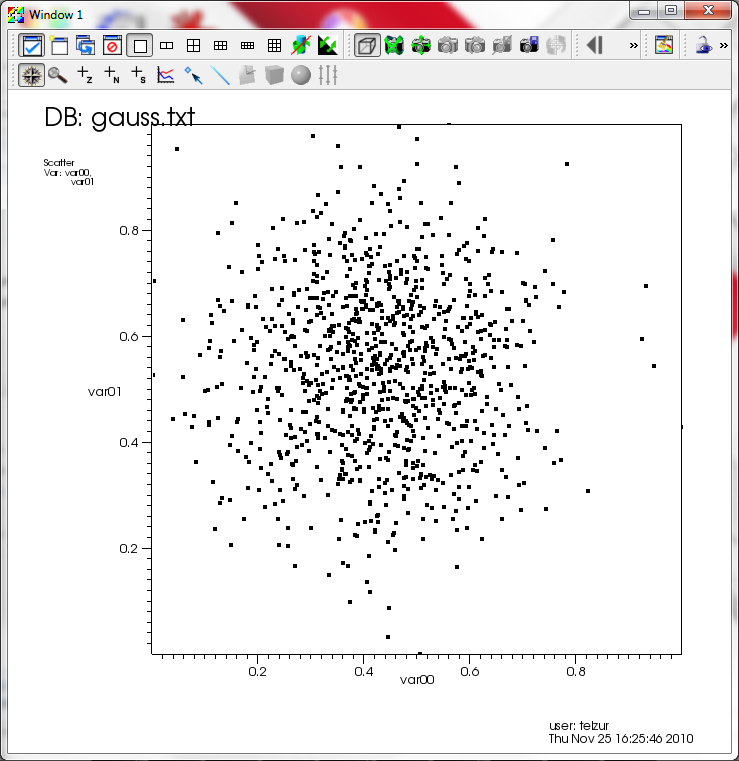 Window 1
»
»
Z
N
S
DB: gauss.txt
Scatter
Var: var00,
var01
0.8
0.6
var01
0.4
0.2
0.2
0.4
0.6
0.8
var00
user: telzur
Thu Nov 25 16:25:46 2010